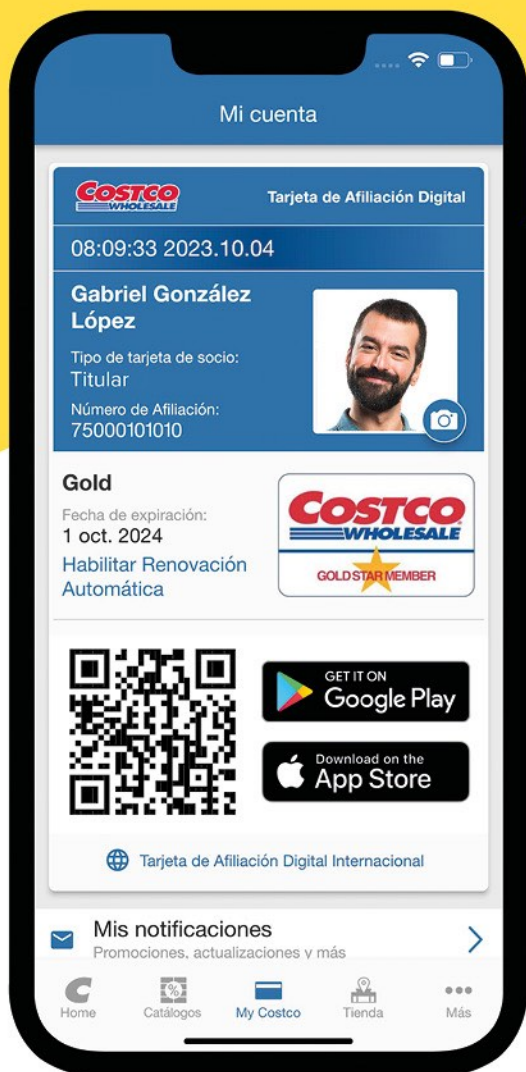 Mi cuenta
COSTCO
WHOLESALE
Tarjeta de Afiliación Digital
08:09:33 2023.10.04
Gabriel González
López
Tipo de tarjeta de socio:
Titular
Número de Afiliación:
75000101010
Gold
Fecha de expiración:
1 oct. 2024
Habilitar Renovación
Automática
COSTCO
WHOLESALE
GOLD STAR MEMBER
GET IT ON
Google Play
Download on the
App Store
Tarjeta de Afiliación Digital Internacional
Mis notificaciones
Promociones, actualizaciones y más
Home
Catálogos
My Costco
Tienda
Más